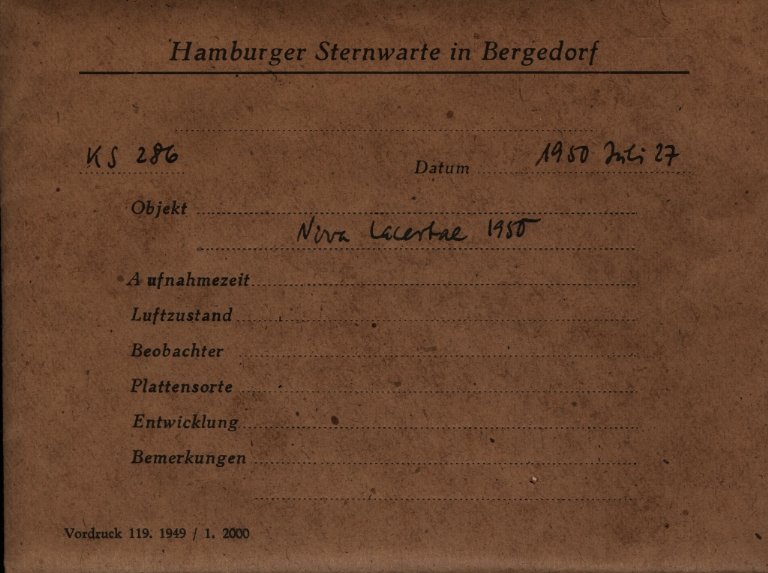 Hamburger Sternwarte in Bergedorf
KS 286 Datum 1950 Juli 27
Objekt
Nova Lacertae 1950
Aufnahmezeit
Luftzustand
Beobachter
Plattensorte
Entwicklung
Bemerkungen
Vordruck 119. 1949 / 1. 2000